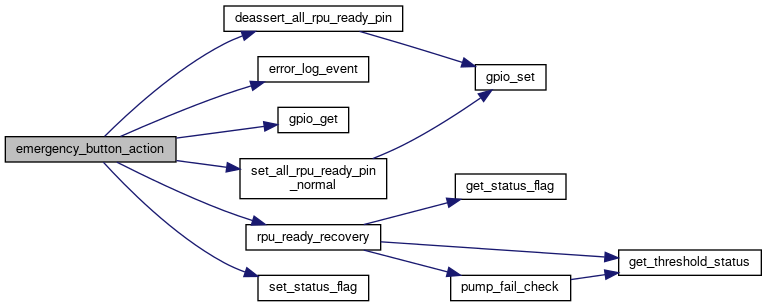 deassert_all_rpu_ready_pin
error_log_event
gpio_set
gpio_get
emergency_button_action
set_all_rpu_ready_pin
_normal
get_status_flag
rpu_ready_recovery
get_threshold_status
set_status_flag
pump_fail_check